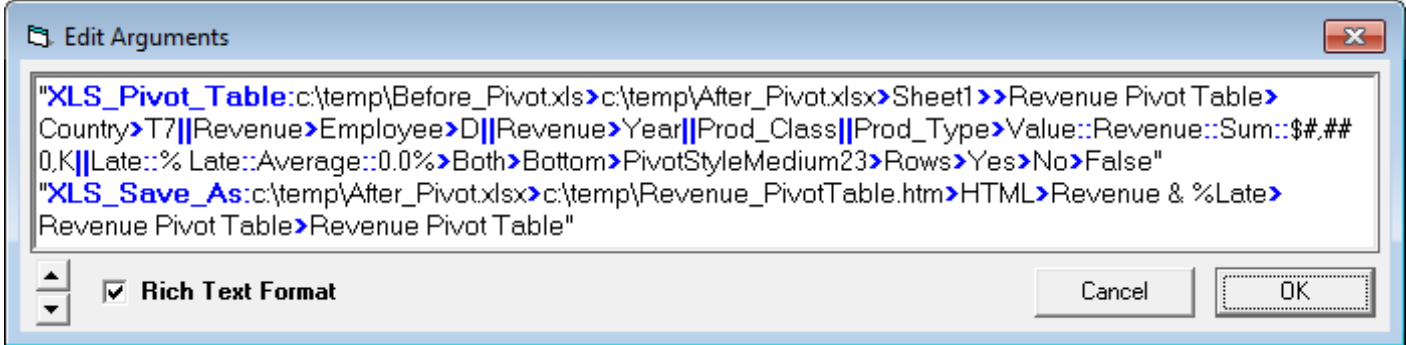 Edit Arguments
"XLS_Pivot_Table:c:\temp\Before_Pivot.xls>c:\temp\After_Pivot.xlsx>Sheet1>>Revenue Pivot Table>
Country>T7||Revenue>Employee>D||Revenue>Year||Prod_Class||Prod_Type>Value::Revenue::Sum::$#,##
0,K||Late::% Late::Average::0.0%>Both>Bottom>PivotStyleMedium23>Rows>Yes>No>False"
"XLS_Save_As:c:\temp\After_Pivot.xlsx>c:\temp\Revenue_PivotTable.htm>HTML>Revenue & %Late>
Revenue Pivot Table>Revenue Pivot Table"
Rich Text Format
Cancel
OK